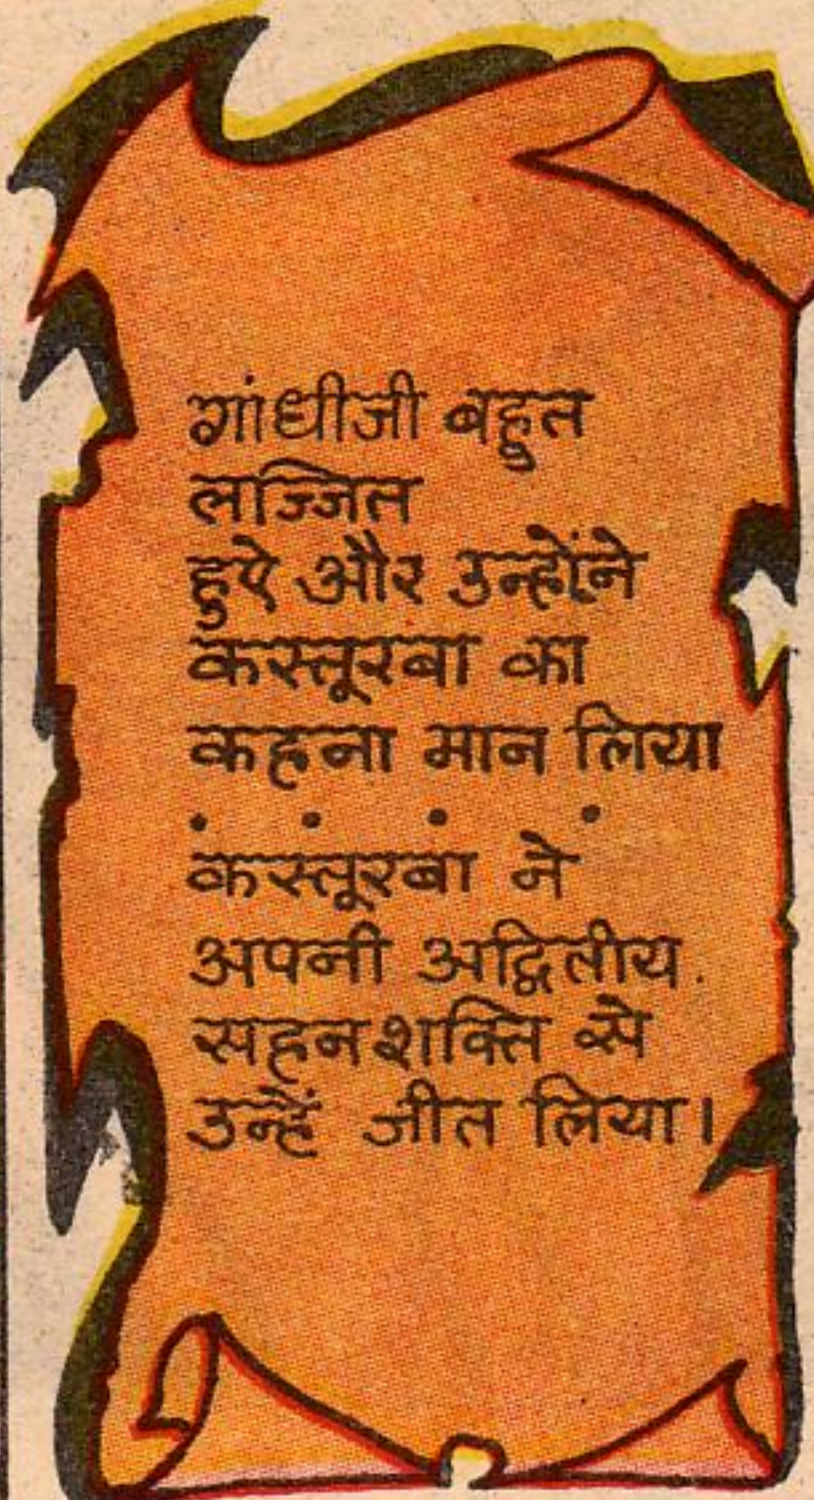 गांधीजी बहुत
लज्जित
हुऐ और उन्होंने
कस्तूरबा का
कहना मान लिया
. . . .
कस्तूरबा ने
अपनी अद्वितीय.
सहनशक्ति से
उन्हैं जीत लिया।